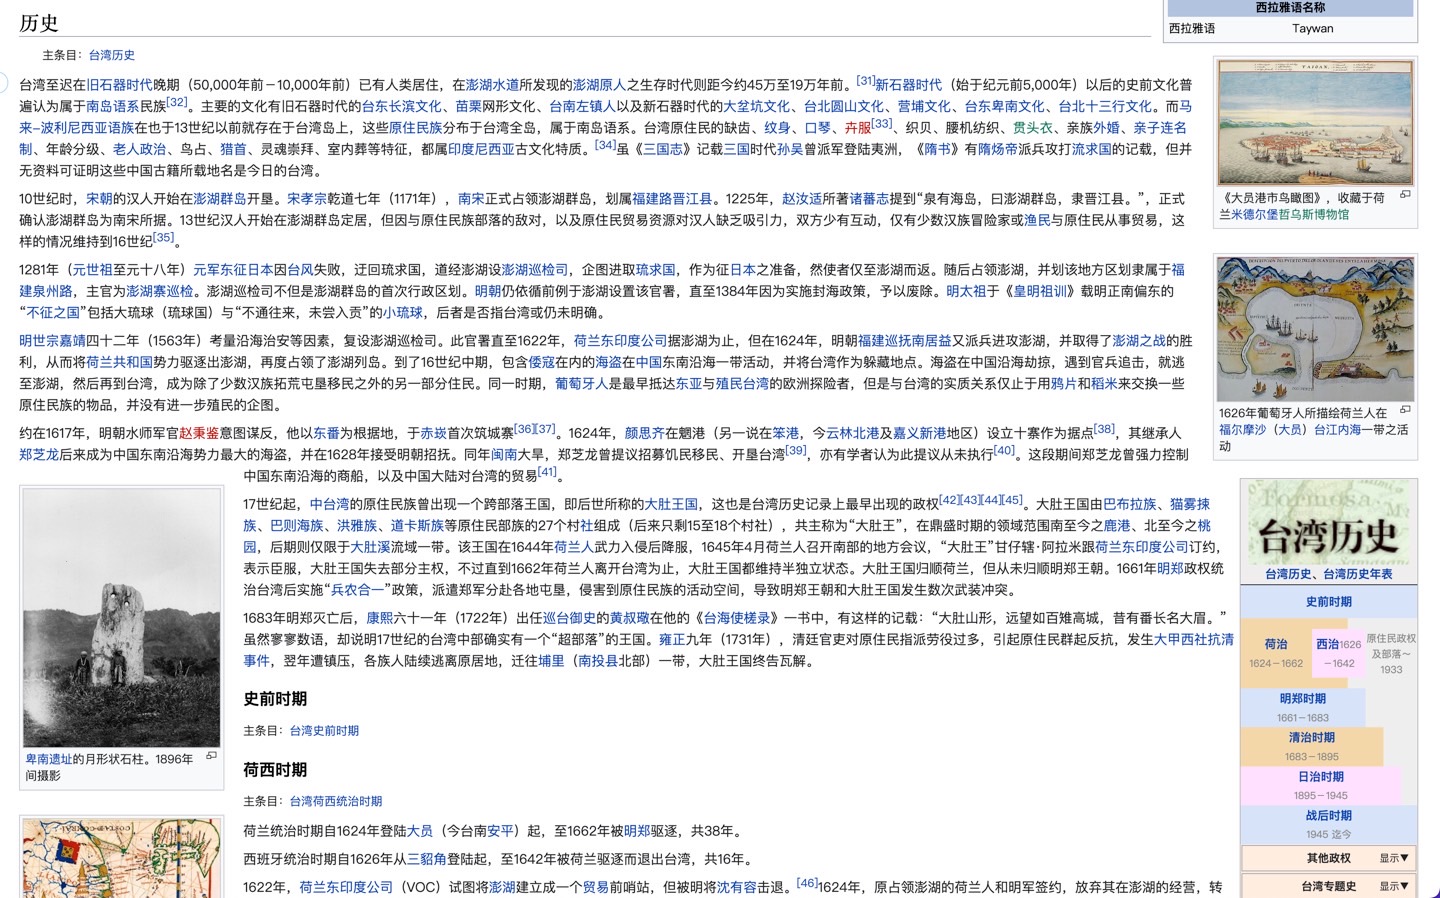 历史
主条目：台湾历史
台湾至迟在旧石器时代晚期（50,000年前－10,000年前）已有人类居住，在澎湖水道所发现的澎湖原人之生存时代则距今约45万至19万年前。[31]新石器时代（始于纪元前5,000年）以后的史前文化普
遍认为属于南岛语系民族[32]。主要的文化有旧石器时代的台东长滨文化、苗栗网形文化、台南左镇人以及新石器时代的大坌坑文化、台北圆山文化、营埔文化、台东卑南文化、台北十三行文化。而马
来–波利尼西亚语族在也于13世纪以前就存在于台湾岛上，这些原住民族分布于台湾全岛，属于南岛语系。台湾原住民的缺齿、纹身、口琴、卉服[33]、织贝、腰机纺织、贯头衣、亲族外婚、亲子连名
制、年龄分级、老人政治、鸟占、猎首、灵魂崇拜、室内葬等特征，都属印度尼西亚古文化特质。[34]虽《三国志》记载三国时代孙吴曾派军登陆夷洲，《隋书》有隋炀帝派兵攻打流求国的记载，但并
无资料可证明这些中国古籍所载地名是今日的台湾。
10世纪时，宋朝的汉人开始在澎湖群岛开垦。宋孝宗乾道七年（1171年），南宋正式占领澎湖群岛，划属福建路晋江县。1225年，赵汝适所著诸蕃志提到“泉有海岛，曰澎湖群岛，隶晋江县。”，正式
确认澎湖群岛为南宋所据。13世纪汉人开始在澎湖群岛定居，但因与原住民族部落的敌对，以及原住民贸易资源对汉人缺乏吸引力，双方少有互动，仅有少数汉族冒险家或渔民与原住民从事贸易，这
样的情况维持到16世纪[35]。
1281年（元世祖至元十八年）元军东征日本因台风失败，迂回琉求国，道经澎湖设澎湖巡检司，企图进取琉求国，作为征日本之准备，然使者仅至澎湖而返。随后占领澎湖，并划该地方区划隶属于福
建泉州路，主官为澎湖寨巡检。澎湖巡检司不但是澎湖群岛的首次行政区划。明朝仍依循前例于澎湖设置该官署，直至1384年因为实施封海政策，予以废除。明太祖于《皇明祖训》载明正南偏东的
“不征之国”包括大琉球（琉球国）与“不通往来，未尝入贡”的小琉球，后者是否指台湾或仍未明确。
明世宗嘉靖四十二年（1563年）考量沿海治安等因素，复设澎湖巡检司。此官署直至1622年，荷兰东印度公司据澎湖为止，但在1624年，明朝福建巡抚南居益又派兵进攻澎湖，并取得了澎湖之战的胜
利，从而将荷兰共和国势力驱逐出澎湖，再度占领了澎湖列岛。到了16世纪中期，包含倭寇在内的海盗在中国东南沿海一带活动，并将台湾作为躲藏地点。海盗在中国沿海劫掠，遇到官兵追击，就逃
至澎湖，然后再到台湾，成为除了少数汉族拓荒屯垦移民之外的另一部分住民。同一时期，葡萄牙人是最早抵达东亚与殖民台湾的欧洲探险者，但是与台湾的实质关系仅止于用鸦片和稻米来交换一些
原住民族的物品，并没有进一步殖民的企图。
约在1617年，明朝水师军官赵秉鉴意图谋反，他以东番为根据地，于赤崁首次筑城寨[36][37]。1624年，颜思齐在魍港（另一说在笨港，今云林北港及嘉义新港地区）设立十寨作为据点[38]，其继承人
郑芝龙后来成为中国东南沿海势力最大的海盗，并在1628年接受明朝招抚。同年闽南大旱，郑芝龙曾提议招募饥民移民、开垦台湾[39]，亦有学者认为此提议从未执行[40]。这段期间郑芝龙曾强力控制
中国东南沿海的商船，以及中国大陆对台湾的贸易[41]。
17世纪起，中台湾的原住民族曾出现一个跨部落王国，即后世所称的大肚王国，这也是台湾历史记录上最早出现的政权[42][43][44][45]。大肚王国由巴布拉族、猫雾捒
族、巴则海族、洪雅族、道卡斯族等原住民部族的27个村社组成（后来只剩15至18个村社），共主称为“大肚王”，在鼎盛时期的领域范围南至今之鹿港、北至今之桃
园，后期则仅限于大肚溪流域一带。该王国在1644年荷兰人武力入侵后降服，1645年4月荷兰人召开南部的地方会议，“大肚王”甘仔辖·阿拉米跟荷兰东印度公司订约，
表示臣服，大肚王国失去部分主权，不过直到1662年荷兰人离开台湾为止，大肚王国都维持半独立状态。大肚王国归顺荷兰，但从未归顺明郑王朝。1661年明郑政权统
治台湾后实施“兵农合一”政策，派遣郑军分赴各地屯垦，侵害到原住民族的活动空间，导致明郑王朝和大肚王国发生数次武装冲突。
1683年明郑灭亡后，康熙六十一年（1722年）出任巡台御史的黄叔璥在他的《台海使槎录》一书中，有这样的记载：“大肚山形，远望如百雉高城，昔有番长名大眉。”
虽然寥寥数语，却说明17世纪的台湾中部确实有一个“超部落”的王国。雍正九年（1731年），清廷官吏对原住民指派劳役过多，引起原住民群起反抗，发生大甲西社抗清
事件，翌年遭镇压，各族人陆续逃离原居地，迁往埔里（南投县北部）一带，大肚王国终告瓦解。
史前时期
主条目：台湾史前时期
荷西时期
主条目：台湾荷西统治时期
荷兰统治时期自1624年登陆大员（今台南安平）起，至1662年被明郑驱逐，共38年。
西班牙统治时期自1626年从三貂角登陆起，至1642年被荷兰驱逐而退出台湾，共16年。
1622年，荷兰东印度公司（VOC）试图将澎湖建立成一个贸易前哨站，但被明将沈有容击退。[46]1624年，原占领澎湖的荷兰人和明军签约，放弃其在澎湖的经营，转
卑南遗址的月形状石柱。1896年
间摄影
西拉雅语名称
西拉雅语 Taywan
《大员港市鸟瞰图》，收藏于荷
兰米德尔堡哲乌斯博物馆
1626年葡萄牙人所描绘荷兰人在
福尔摩沙（大员）台江内海一带之活
动
Formosa
台湾历史
台湾历史、台湾历史年表
史前时期
荷治
1624－1662
西治1626
－1642
原住民政权
及部落～
1933
明郑时期
1661－1683
清治时期
1683－1895
日治时期
1895－1945
战后时期
1945 迄今
其他政权 显示▼
台湾专题史 显示▼